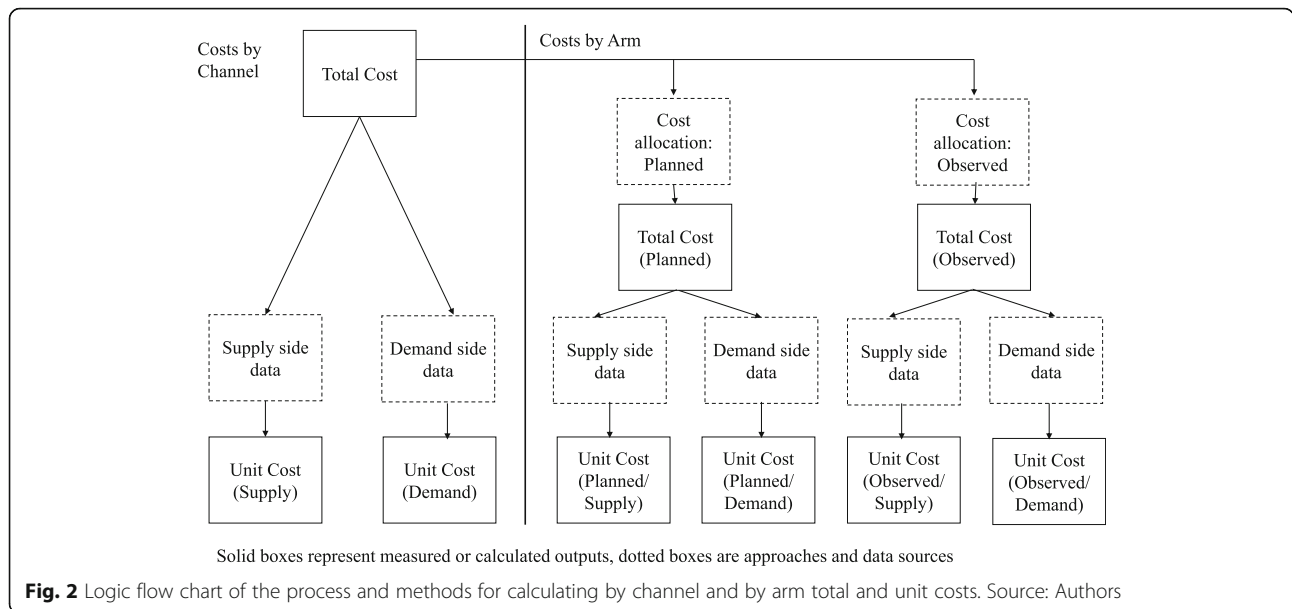 Costs by
Channel
Total Cost
Costs by Arm
Cost
allocation:
Planned
Cost
allocation:
Observed
Total Cost
(Planned)
Total Cost
(Observed)
Supply side
data
Demand side
data
Supply side
data
Demand side
data
Supply side
data
Demand side
data
Unit Cost
(Supply)
Unit Cost
(Demand)
Unit Cost
(Planned/
Supply)
Unit Cost
(Planned/
Demand)
Unit Cost
(Observed/
Supply)
Unit Cost
(Observed/
Demand)
Solid boxes represent measured or calculated outputs, dotted boxes are approaches and data sources
Fig. 2 Logic flow chart of the process and methods for calculating by channel and by arm total and unit costs. Source: Authors